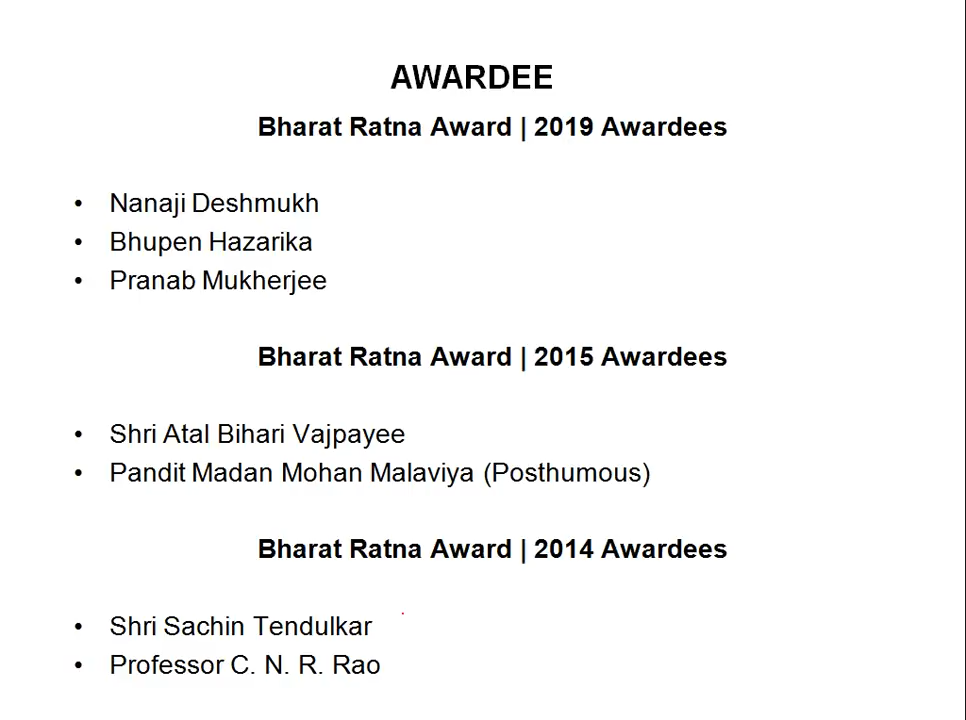 AWARDEE
Bharat Ratna Award | 2019 Awardees
• Nanaji Deshmukh
• Bhupen Hazarika
• Pranab Mukherjee
Bharat Ratna Award | 2015 Awardees
• Shri Atal Bihari Vajpayee
• Pandit Madan Mohan Malaviya (Posthumous)
Bharat Ratna Award | 2014 Awardees
• Shri Sachin Tendulkar
• Professor C. N. R. Rao